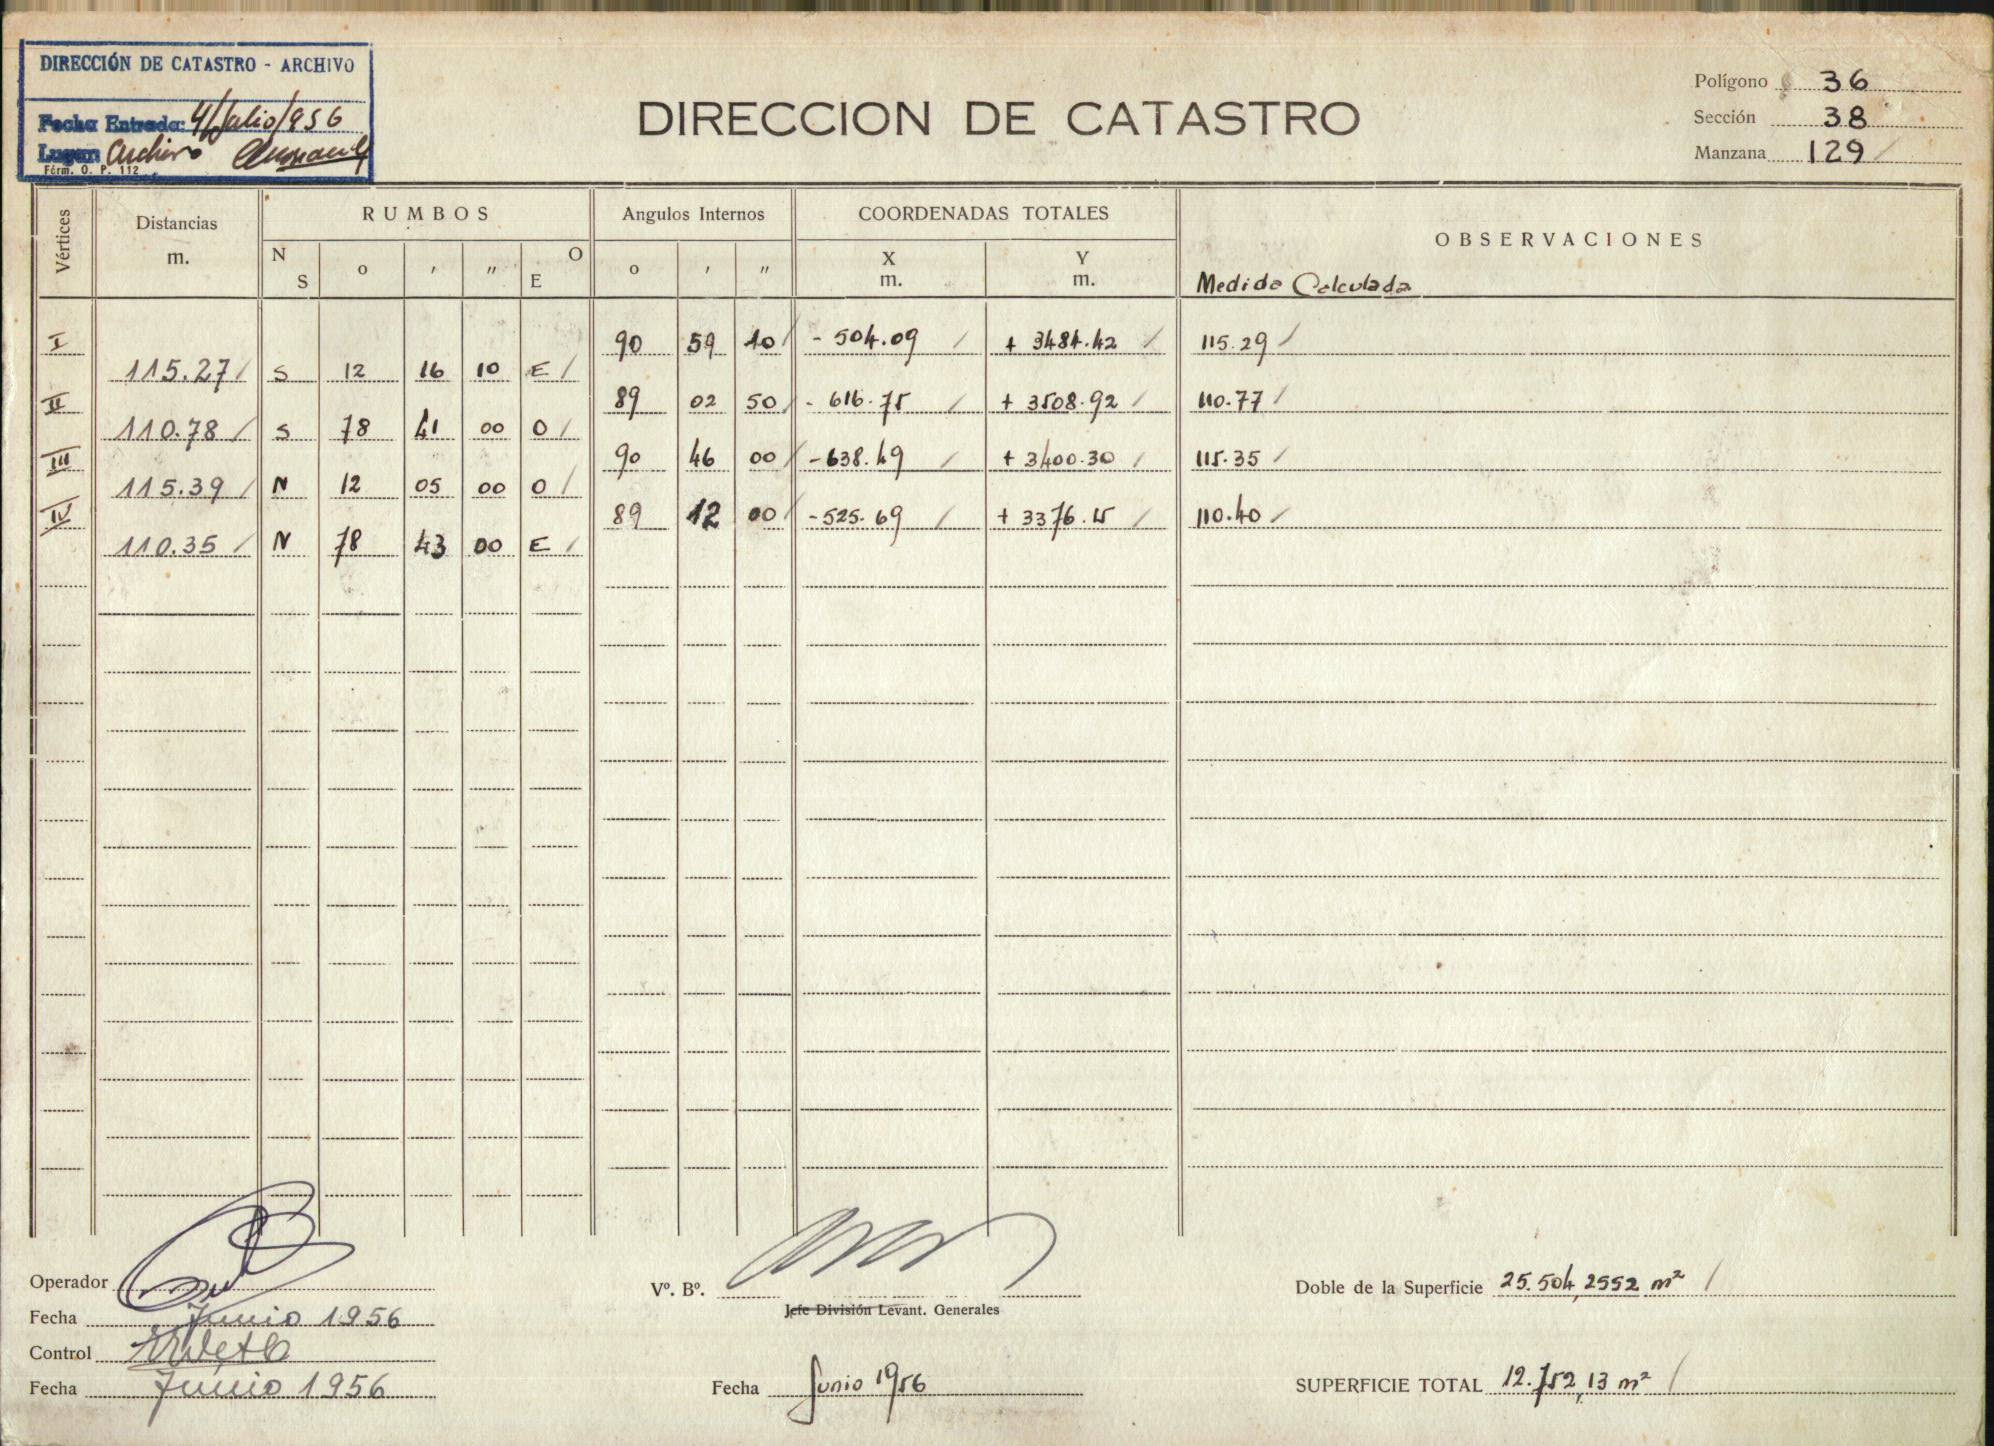 DIRECCIÓN DE CATASTRO - ARCHIVO
Fecha Entrada: 4/Julio/956
Lugar: Archivo
Fórm. O. P. 112
DIRECCION DE CATASTRO
Polígono 36
Sección 38
Manzana 129
Vértices Distancias m. RUMBOS N S o ' " O E Angulos Internos o ' " COORDENADAS TOTALES X m. Y m. OBSERVACIONES
Medida Calculada
I 90 59 10 - 504.09 + 3484.42 115.29
115.27 S 12 16 10 E
II 89 02 50 - 616.75 + 3508.92 110.77
110.78 S 78 41 00 O
III 90 46 00 -638.49 + 3400.30 115.35
115.39 N 12 05 00 O
IV 89 12 00 -525.69 + 3376.15 110.40
110.35 N 78 43 00 E
Operador
Fecha Junio 1956
Control
Fecha Junio 1956
Vº. Bº.
Jefe División Levant. Generales
Fecha Junio 1956
Doble de la Superficie 25.504,2552 m²
SUPERFICIE TOTAL 12.752,13 m²